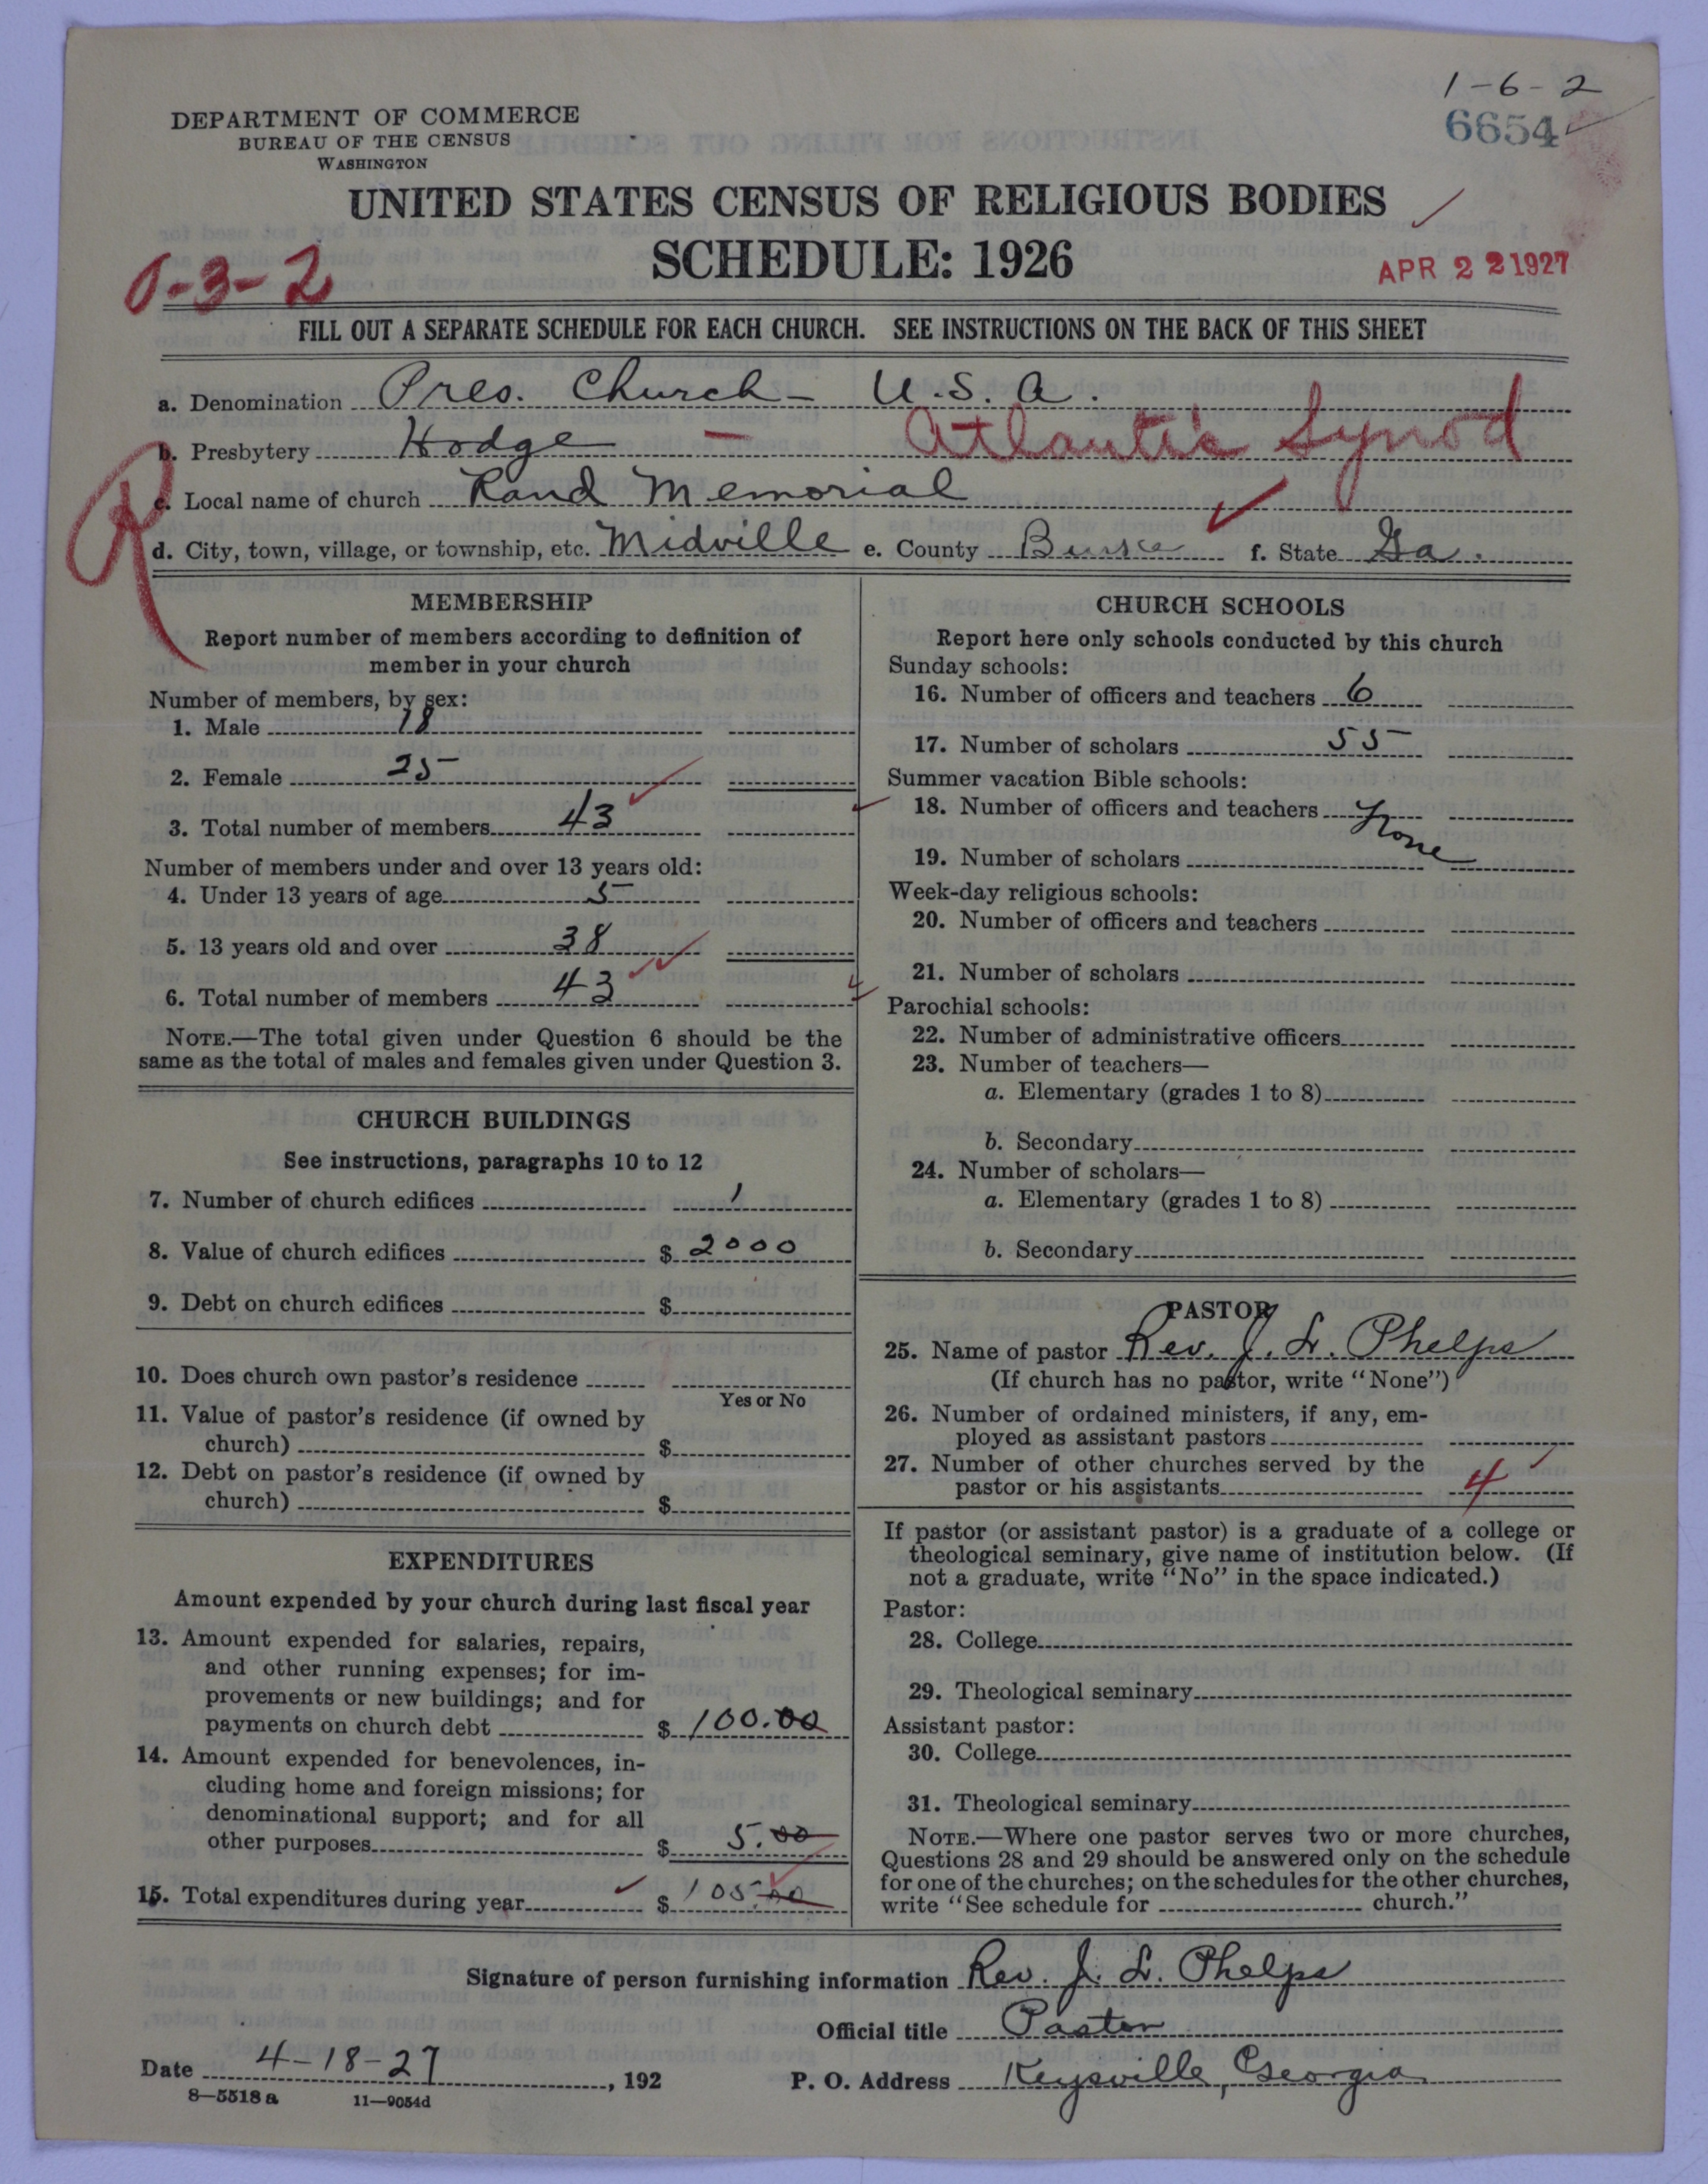 1-6-2
6654
DEPARTMENT OF COMMERCE
BUREAU OF THE CENSUS
WASHINGTON
UNITED STATES CENSUS OF RELIGIOUS BODIES
SCHEDULE: 1926
0-3-2
APR 22 1927
FILL OUT A SEPARATE SCHEDULE FOR EACH CHURCH. SEE INSTRUCTIONS ON THE BACK OF THIS SHEET
a. Denomination Pres. Church - U.S.A.
b. Presbytery Hodge - Atlantic Synod
R
c. Local name of church Rand Memorial
d. City, town, village, or township, etc. Midville e. County Burke f. State Ga.
MEMBERSHIP
Report number of members according to definition of
member in your church
Number of members, by sex:
1. Male 18
2. Female 25
3. Total number of members 43
Number of members under and over 13 years old:
4. Under 13 years of age 5
5. 13 years old and over 38
6. Total number of members 43
NOTE.—The total given under Question 6 should be the
same as the total of males and females given under Question 3.
CHURCH BUILDINGS
See instructions, paragraphs 10 to 12
7. Number of church edifices 1
8. Value of church edifices $ 2000
9. Debt on church edifices $
10. Does church own pastor's residence
Yes or No
11. Value of pastor's residence (if owned by
church) $
12. Debt on pastor's residence (if owned by
church) $
EXPENDITURES
Amount expended by your church during last fiscal year
13. Amount expended for salaries, repairs,
and other running expenses; for im-
provements or new buildings; and for
payments on church debt $ 100.00
14. Amount expended for benevolences, in-
cluding home and foreign missions; for
denominational support; and for all
other purposes $ 5.00
15. Total expenditures during year $ 105.00
CHURCH SCHOOLS
Report here only schools conducted by this church
Sunday schools:
16. Number of officers and teachers 6
17. Number of scholars 55
Summer vacation Bible schools:
18. Number of officers and teachers None
19. Number of scholars
Week-day religious schools:
20. Number of officers and teachers
21. Number of scholars
Parochial schools:
22. Number of administrative officers
23. Number of teachers—
a. Elementary (grades 1 to 8)
b. Secondary
24. Number of scholars—
a. Elementary (grades 1 to 8)
b. Secondary
PASTOR
25. Name of pastor Rev. J. L. Phelps
(If church has no pastor, write "None")
26. Number of ordained ministers, if any, em-
ployed as assistant pastors
27. Number of other churches served by the
pastor or his assistants 4
If pastor (or assistant pastor) is a graduate of a college or
theological seminary, give name of institution below. (If
not a graduate, write "No" in the space indicated.)
Pastor:
28. College
29. Theological seminary
Assistant pastor:
30. College
31. Theological seminary
NOTE.—Where one pastor serves two or more churches,
Questions 28 and 29 should be answered only on the schedule
for one of the churches; on the schedules for the other churches,
write "See schedule for church."
Signature of person furnishing information Rev. J. L. Phelps
Official title Pastor
Date 4-18-27, 192
P. O. Address Keysville, Georgia
8-5518a 11-9054d